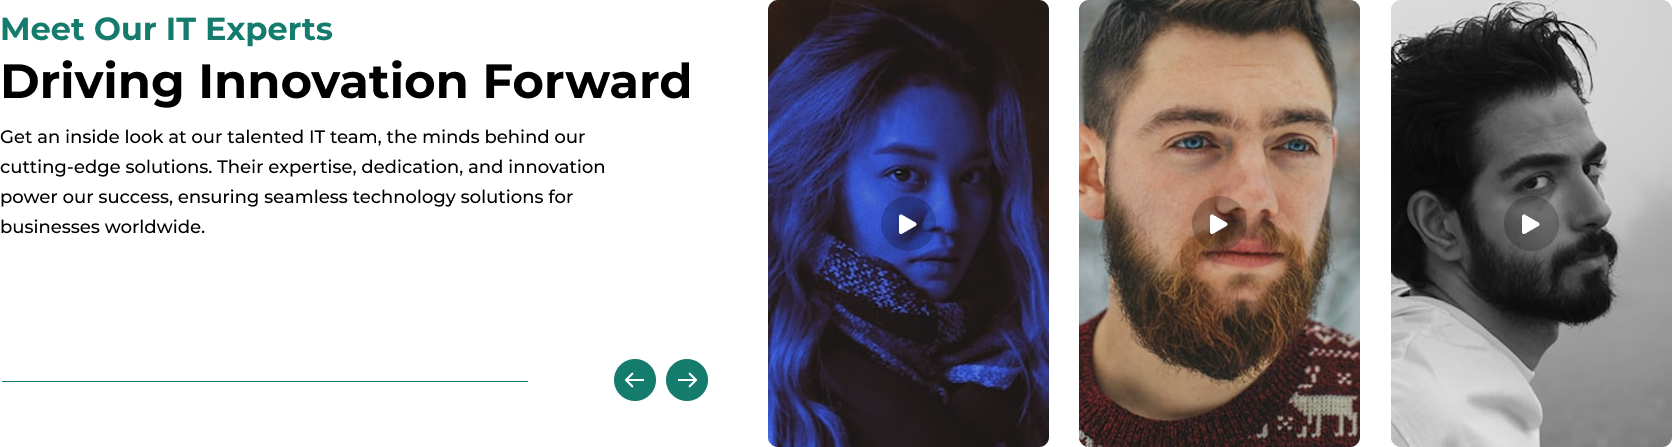 Meet Our IT Experts
Driving Innovation Forward
Get an inside look at our talented IT team, the minds behind our
cutting-edge solutions. Their expertise, dedication, and innovation
power our success, ensuring seamless technology solutions for
businesses worldwide.